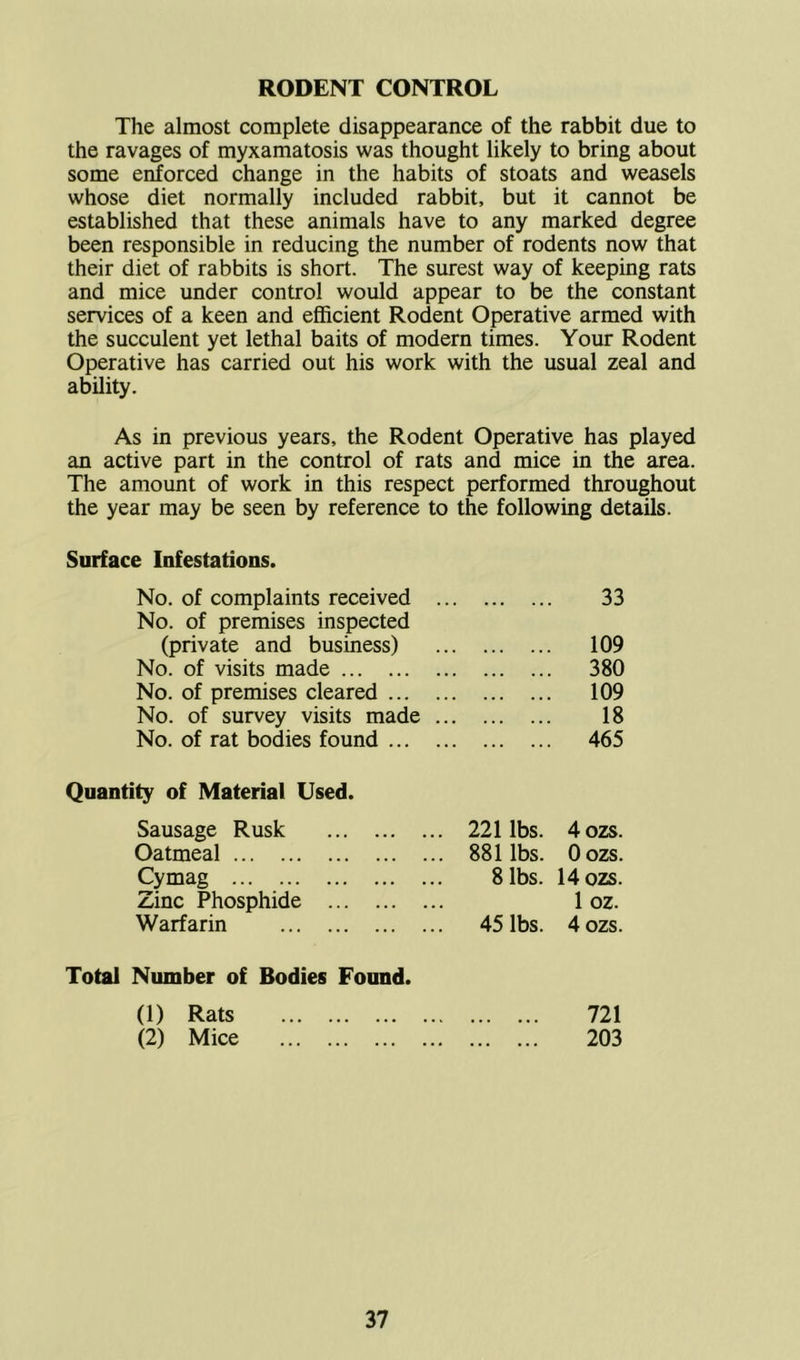 RODENT CONTROL
The almost complete disappearance of the rabbit due to
the ravages of myxamatosis was thought likely to bring about
some enforced change in the habits of stoats and weasels
whose diet normally included rabbit, but it cannot be
established that these animals have to any marked degree
been responsible in reducing the number of rodents now that
their diet of rabbits is short. The surest way of keeping rats
and mice under control would appear to be the constant
services of a keen and efficient Rodent Operative armed with
the succulent yet lethal baits of modern times. Your Rodent
Operative has carried out his work with the usual zeal and
ability.
As in previous years, the Rodent Operative has played
an active part in the control of rats and mice in the area.
The amount of work in this respect performed throughout
the year may be seen by reference to the following details.
Surface Infestations.
No. of complaints received ... ... ... 33
No. of premises inspected
(private and business) ... ... ... 109
No. of visits made ... ... ... ... ... 380
No. of premises cleared ... ... ... ... 109
No. of survey visits made ... ... ... 18
No. of rat bodies found ... ... ... ... 465
Quantity of Material Used.
Sausage Rusk ... ... ... 221 lbs. 4 ozs.
Oatmeal ... ... ... ... ... 881 lbs. 0 ozs.
Cymag ... ... ... ... ... 8 lbs. 14 ozs.
Zinc Phosphide ... ... ... 1 oz.
Warfarin ... ... ... ... 45 lbs. 4 ozs.
Total Number of Bodies Found.
(1) Rats ... ... ... ... ... ... 721
(2) Mice ... ... ... ... ... ... 203
37